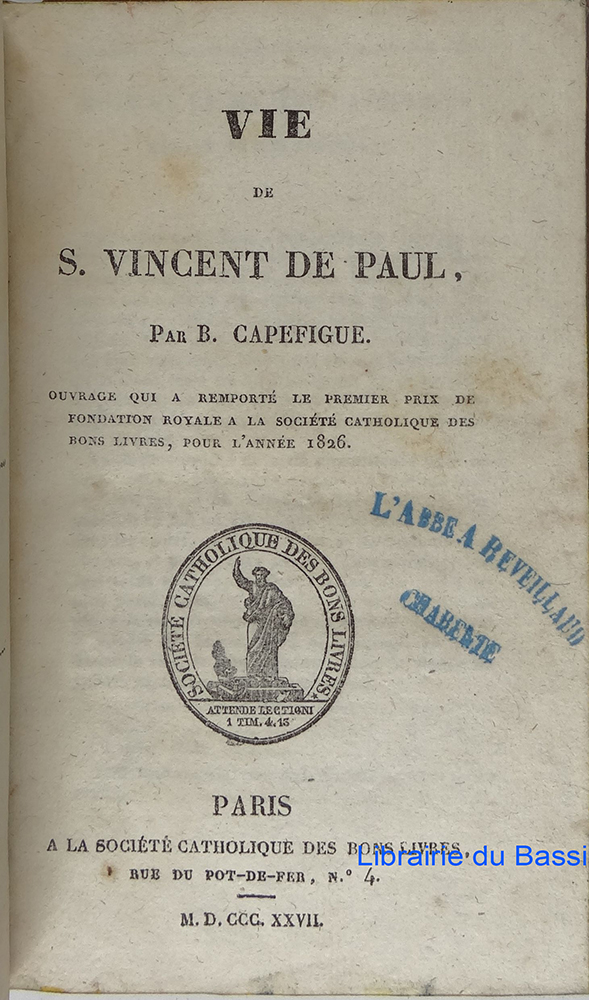 VIE
DE
S. VINCENT DE PAUL,
PAR B. CAPEFIGUE.
OUVRAGE QUI A REMPORTÉ LE PREMIER PRIX DE
FONDATION ROYALE A LA SOCIÉTÉ CATHOLIQUE DES
BONS LIVRES, POUR L'ANNÉE 1826.
L'ABBE A REVEILLAUD
CHARENTE
SOCIÉTÉ CATHOLIQUE DES BONS LIVRES.
ATTENDE LECTIONI
1 TIM. 4. 13
PARIS
A LA SOCIÉTÉ CATHOLIQUE DES BONS LIVRES,
RUE DU POT-DE-FER, N.º 4.
M. D. CCC. XXVII.
Librairie du Bassi